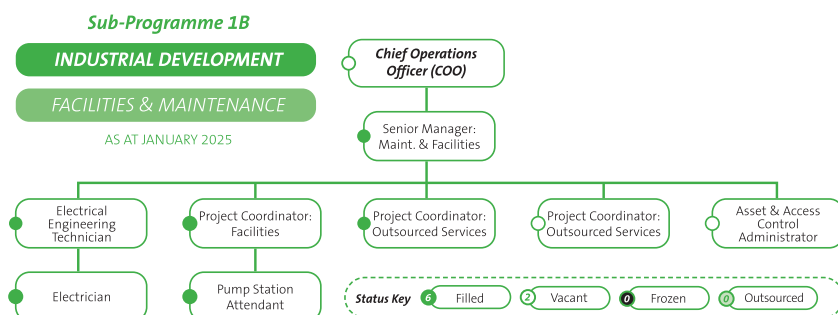 Sub-Programme 1B
INDUSTRIAL DEVELOPMENT
FACILITIES & MAINTENANCE
AS AT JANUARY 2025
Chief Operations
Officer (COO)
Senior Manager:
Maint. & Facilities
Electrical
Engineering
Technician
Project Coordinator:
Facilities
Project Coordinator:
Outsourced Services
Project Coordinator:
Outsourced Services
Asset & Access
Control
Administrator
Electrician
Pump Station
Attendant
Status Key
6 Filled
2 Vacant
0 Frozen
0 Outsourced